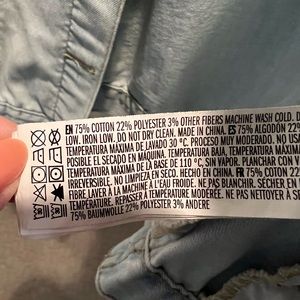 EN 75% COTTON 22% POLYESTER 3% OTHER FIBERS MACHINE WASH COLD.
LOW. IRON LOW. DO NOT DRY CLEAN. MADE IN CHINA. ES 75% ALGODÓN 22%
TEMPERATURA MÁXIMA DE LAVADO 30 °C. PROCESO MUY MODERADO. NO USAR
POSIBLE EL SECADO EN MÁQUINA. TEMPERATURA BAJA, TEMPERATURA MÁXIMA
TEMPERATURA MÁXIMA DE LA BASE DE 110 °C, SIN VAPOR. PLANCHAR CON V
IRREVERSIBLE. NO LIMPIEZA EN SECO. HECHO EN CHINA. FR 75% COTON 22%
FIBRE LAVER À LA MACHINE À L'EAU FROIDE. NE PAS BLANCHIR. SÉCHER EN
TEMPÉRATURE. REPASSER À TEMPÉRATURE MODÉRÉE. NE PAS NETTOYER
75% BAUMWOLLE 22% POLYESTER 3% ANDERE